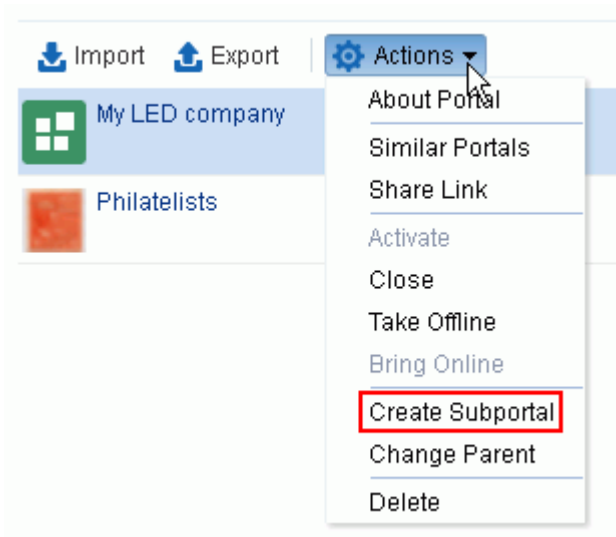 Import Export Actions
My LED company
Philatelists
About Portal
Similar Portals
Share Link
Activate
Close
Take Offline
Bring Online
Create Subportal
Change Parent
Delete